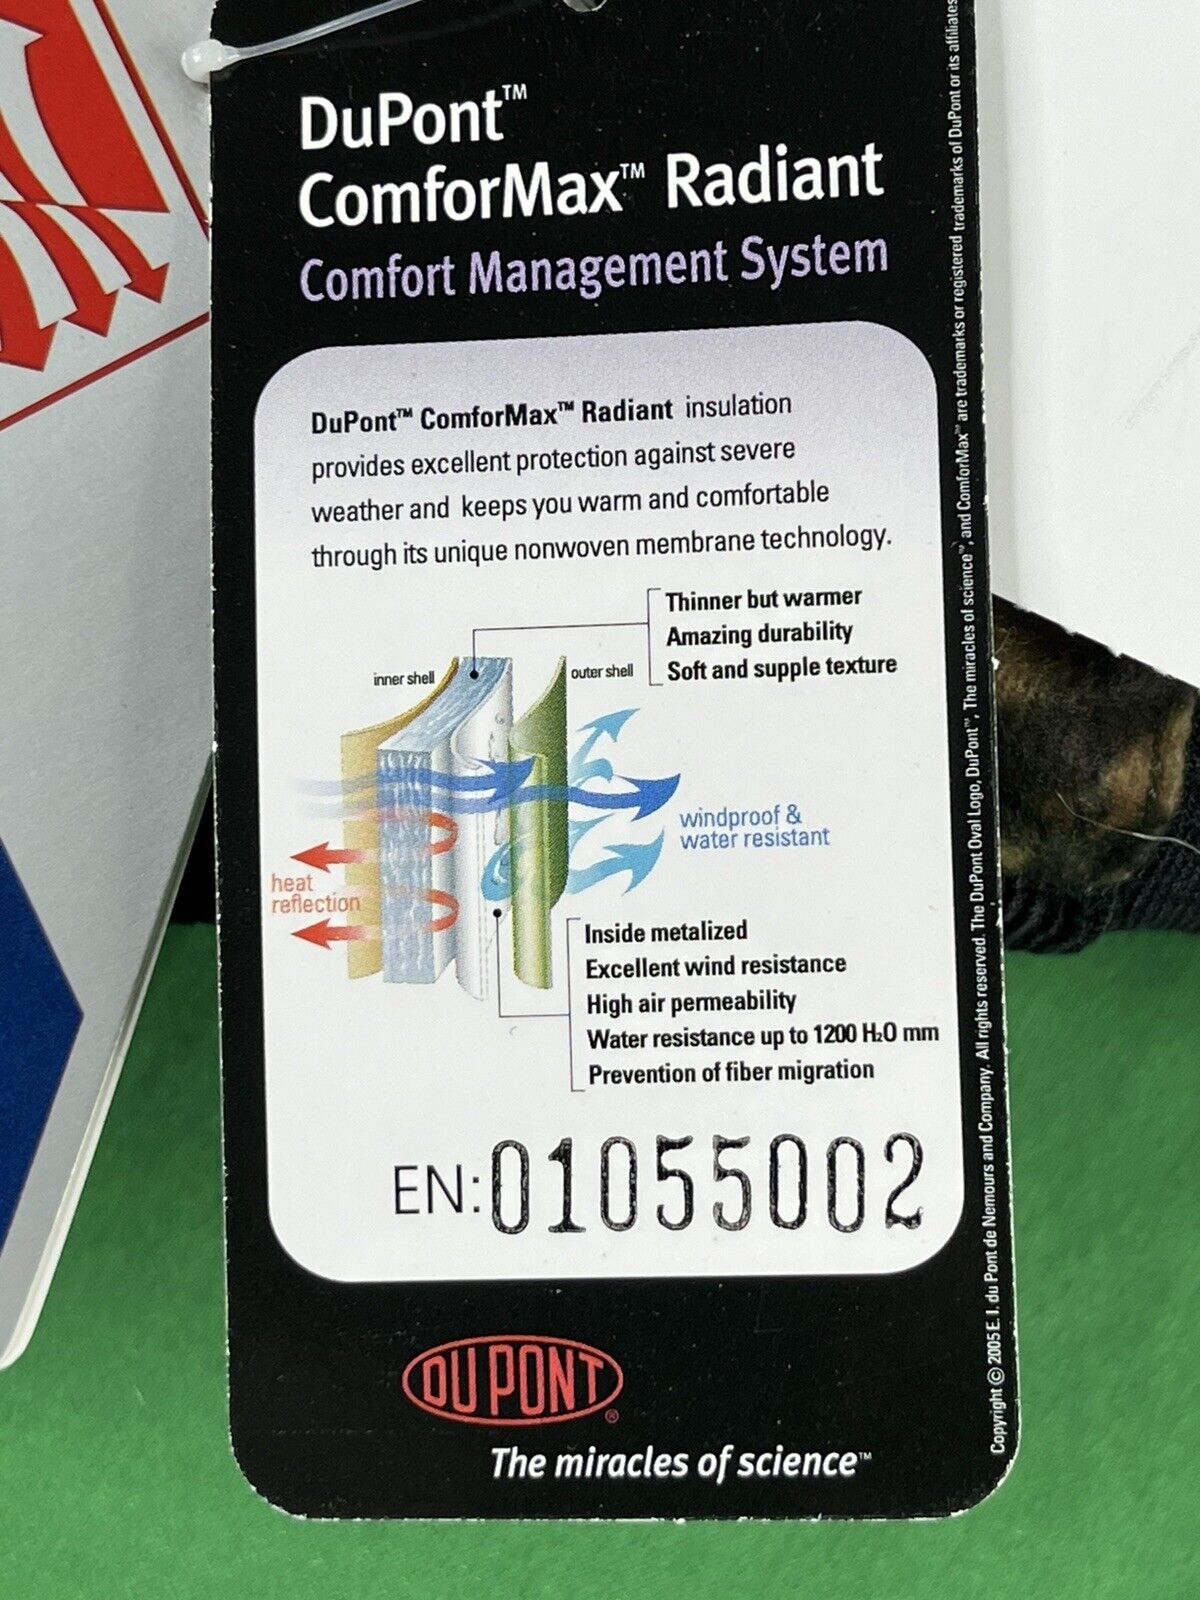 DuPont™
ComforMax™ Radiant
Comfort Management System
DuPont™ ComforMax™ Radiant insulation
provides excellent protection against severe
weather and keeps you warm and comfortable
through its unique nonwoven membrane technology.
Thinner but warmer
Amazing durability
Soft and supple texture
inner shell
outer shell
windproof &
water resistant
heat
reflection
Inside metalized
Excellent wind resistance
High air permeability
Water resistance up to 1200 H₂O mm
Prevention of fiber migration
EN:01055002
DUPONT®
The miracles of science™
Copyright © 2005 E. I. du Pont de Nemours and Company. All rights reserved. The DuPont Oval Logo, DuPont™, The miracles of science™, and ComforMax™ are trademarks or registered trademarks of DuPont or its affiliates